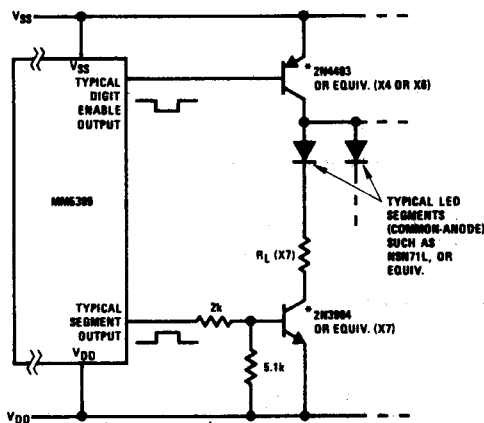 VSS
VSS
TYPICAL
DIGIT
ENABLE
OUTPUT
* 2N4403
OR EQUIV. (X4 OR X6)
MM5309
TYPICAL LED
SEGMENTS
(COMMON-ANODE)
SUCH AS
NSN71L, OR
EQUIV.
RL (X7)
TYPICAL
SEGMENT
OUTPUT
2k
* 2N3904
OR EQUIV. (X7)
VDD
5.1k
VDD